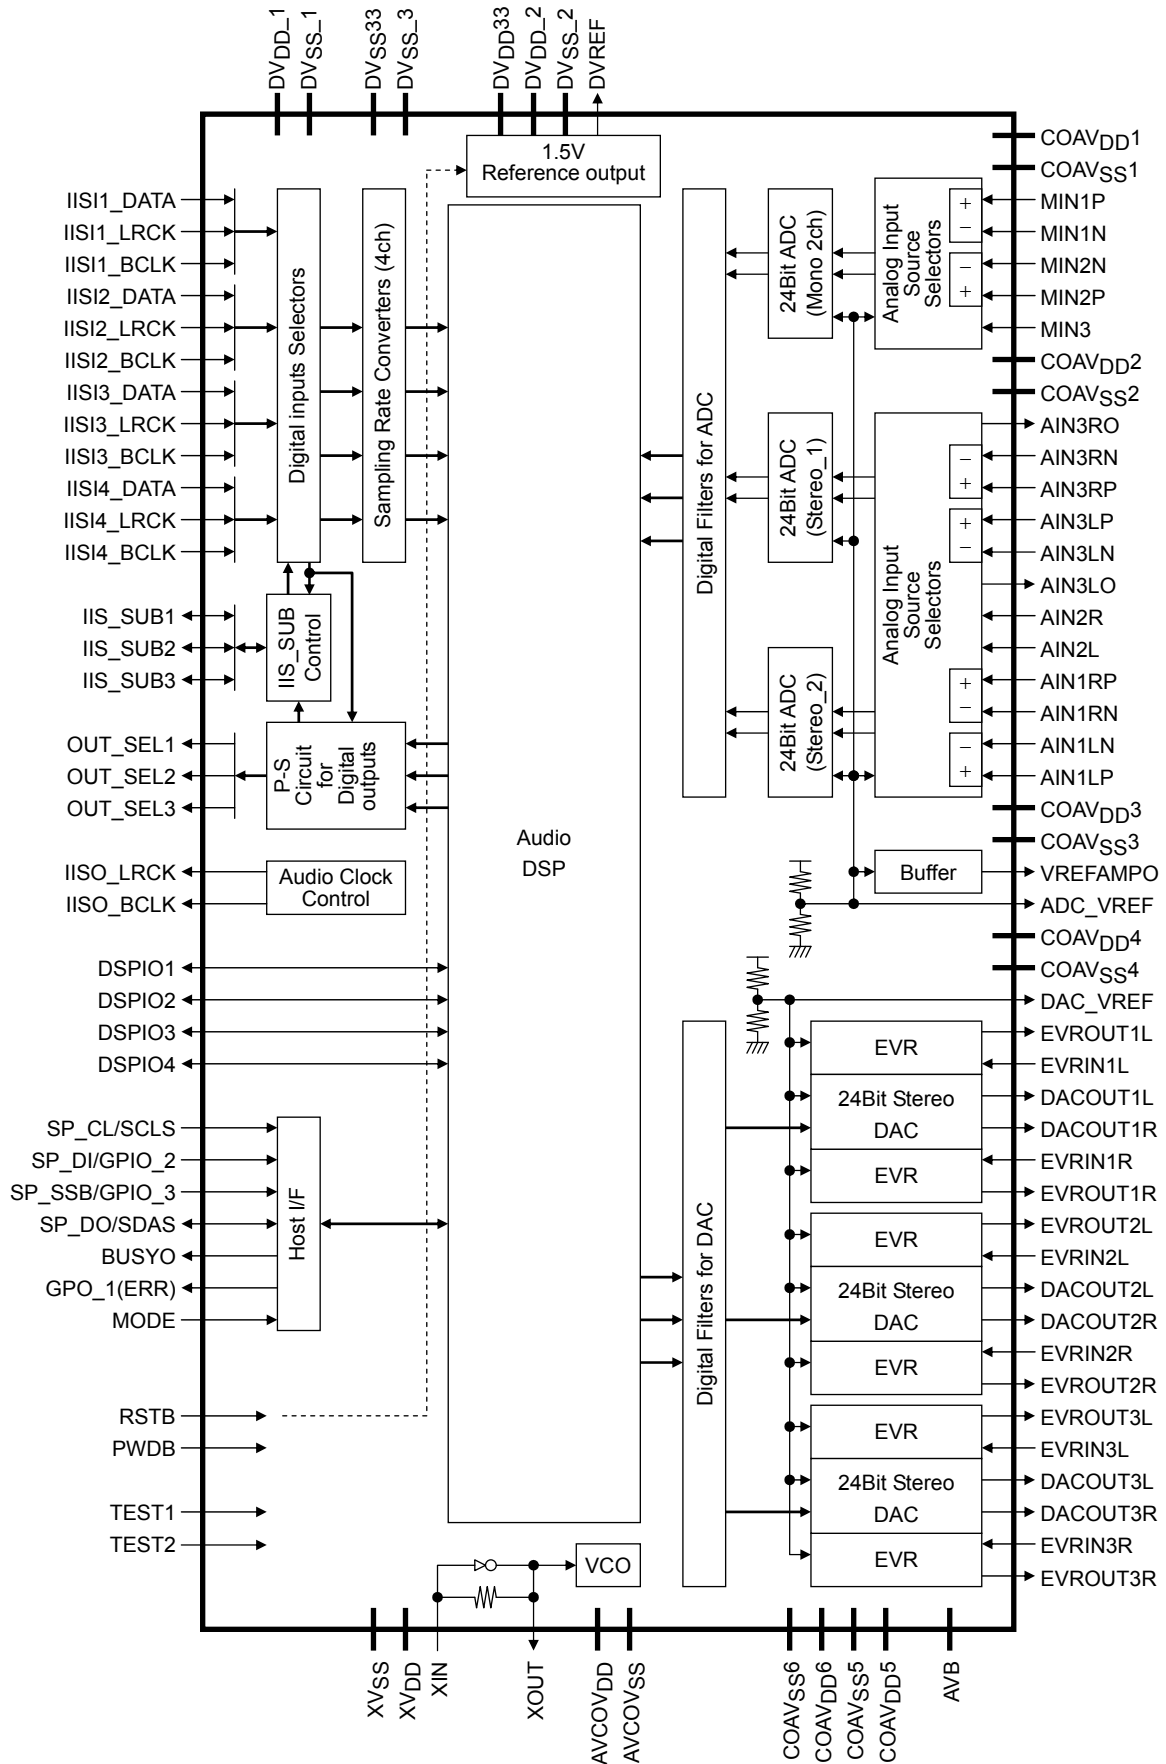 DVDD_1
DVSS_1
DVSS33
DVSS_3
DVDD33
DVDD_2
DVSS_2
DVREF
1.5V
Reference output
IISI1_DATA
IISI1_LRCK
IISI1_BCLK
IISI2_DATA
IISI2_LRCK
IISI2_BCLK
IISI3_DATA
IISI3_LRCK
IISI3_BCLK
IISI4_DATA
IISI4_LRCK
IISI4_BCLK
IIS_SUB1
IIS_SUB2
IIS_SUB3
OUT_SEL1
OUT_SEL2
OUT_SEL3
IISO_LRCK
IISO_BCLK
DSPIO1
DSPIO2
DSPIO3
DSPIO4
SP_CL/SCLS
SP_DI/GPIO_2
SP_SSB/GPIO_3
SP_DO/SDAS
BUSYO
GPO_1(ERR)
MODE
RSTB
PWDB
TEST1
TEST2
Digital inputs Selectors
Sampling Rate Converters (4ch)
IIS_SUB
Control
P-S
Circuit
for
Digital
outputs
Audio Clock
Control
Host I/F
Audio
DSP
Digital Filters for ADC
24Bit ADC
(Mono 2ch)
24Bit ADC
(Stereo_1)
24Bit ADC
(Stereo_2)
Analog Input
Source
Selectors
+
−
−
+
Analog Input
Source
Selectors
−
+
+
−
+
−
−
+
Buffer
Digital Filters for DAC
EVR
24Bit Stereo
DAC
EVR
EVR
24Bit Stereo
DAC
EVR
EVR
24Bit Stereo
DAC
EVR
VCO
COAVDD1
COAVSS1
MIN1P
MIN1N
MIN2N
MIN2P
MIN3
COAVDD2
COAVSS2
AIN3RO
AIN3RN
AIN3RP
AIN3LP
AIN3LN
AIN3LO
AIN2R
AIN2L
AIN1RP
AIN1RN
AIN1LN
AIN1LP
COAVDD3
COAVSS3
VREFAMPO
ADC_VREF
COAVDD4
COAVSS4
DAC_VREF
EVROUT1L
EVRIN1L
DACOUT1L
DACOUT1R
EVRIN1R
EVROUT1R
EVROUT2L
EVRIN2L
DACOUT2L
DACOUT2R
EVRIN2R
EVROUT2R
EVROUT3L
EVRIN3L
DACOUT3L
DACOUT3R
EVRIN3R
EVROUT3R
XVSS
XVDD
XIN
XOUT
AVCOVDD
AVCOVSS
COAVSS6
COAVDD6
COAVSS5
COAVDD5
AVB